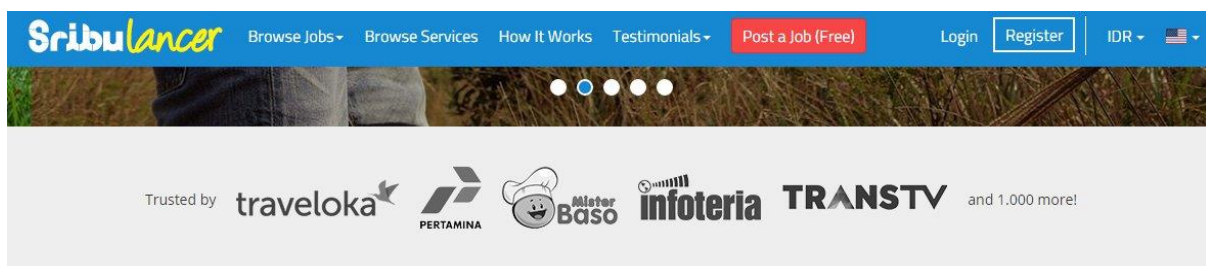 Sribulancer Browse Jobs Browse Services How It Works Testimonials Post a Job (Free) Login Register IDR
Trusted by traveloka PERTAMINA Mister Baso infoteria TRANSTV and 1.000 more!